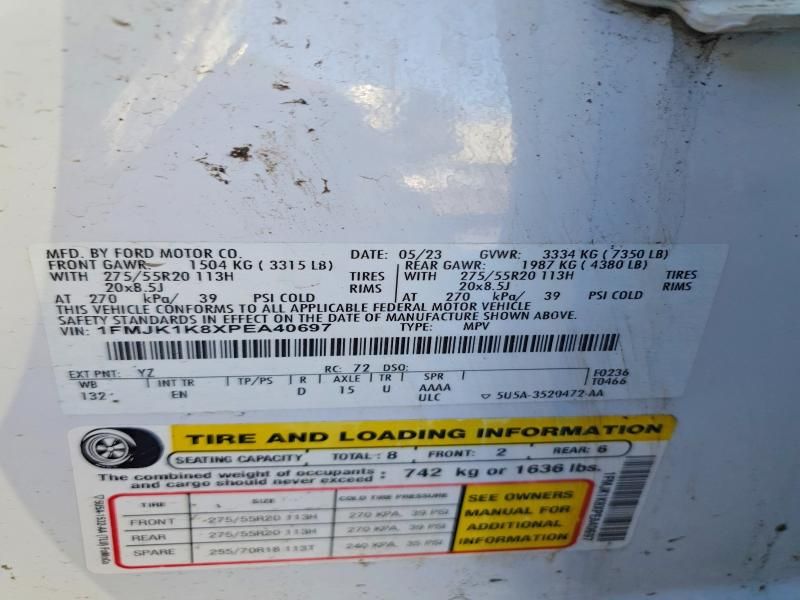 MFD. BY FORD MOTOR CO. DATE: 05/23 GVWR: 3334 KG ( 7350 LB)
FRONT GAWR: 1504 KG ( 3315 LB) REAR GAWR: 1987 KG ( 4380 LB)
WITH 275/55R20 113H TIRES WITH 275/55R20 113H TIRES
20x8.5J RIMS 20x8.5J RIMS
AT 270 kPa/ 39 PSI COLD AT 270 kPa/ 39 PSI COLD
THIS VEHICLE CONFORMS TO ALL APPLICABLE FEDERAL MOTOR VEHICLE
SAFETY STANDARDS IN EFFECT ON THE DATE OF MANUFACTURE SHOWN ABOVE.
VIN: 1FMJK1K8XPEA40697 TYPE: MPV
EXT PNT: YZ RC: 72 DSO: F0236
WB INT TR TP/PS R AXLE TR SPR T0466
132 EN D 15 U AAAA
ULC 5U5A-3520472-AA
TIRE AND LOADING INFORMATION
SEATING CAPACITY TOTAL: 8 FRONT: 2 REAR: 6
The combined weight of occupants : 742 kg or 1636 lbs.
and cargo should never exceed
TIRE SIZE COLD TIRE PRESSURE
FRONT 275/55R20 113H 270 KPA, 39 PSI
REAR 275/55R20 113H 270 KPA, 39 PSI
SPARE 255/70R18 113T 240 KPA, 35 PSI
SEE OWNERS
MANUAL FOR
ADDITIONAL
INFORMATION